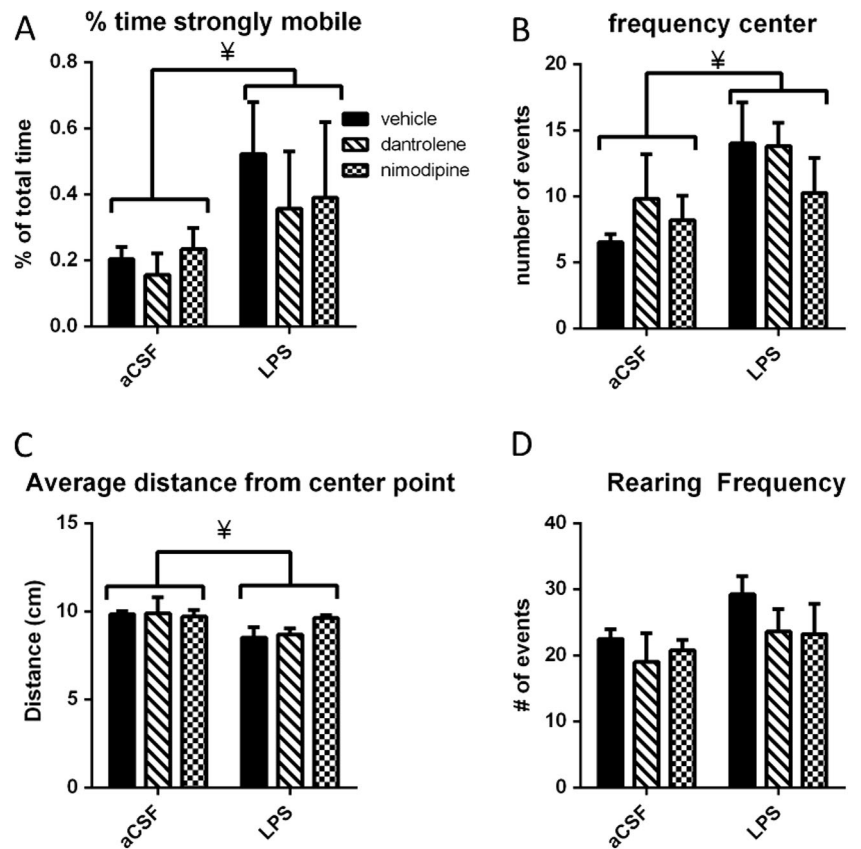 A
% time strongly mobile
¥
% of total time
0.8
0.6
0.4
0.2
0.0
vehicle
dantrolene
nimodipine
aCSF
LPS
B
frequency center
¥
number of events
20
15
10
5
0
aCSF
LPS
C
Average distance from center point
¥
Distance (cm)
15
10
5
0
aCSF
LPS
D
Rearing Frequency
# of events
40
30
20
10
0
aCSF
LPS